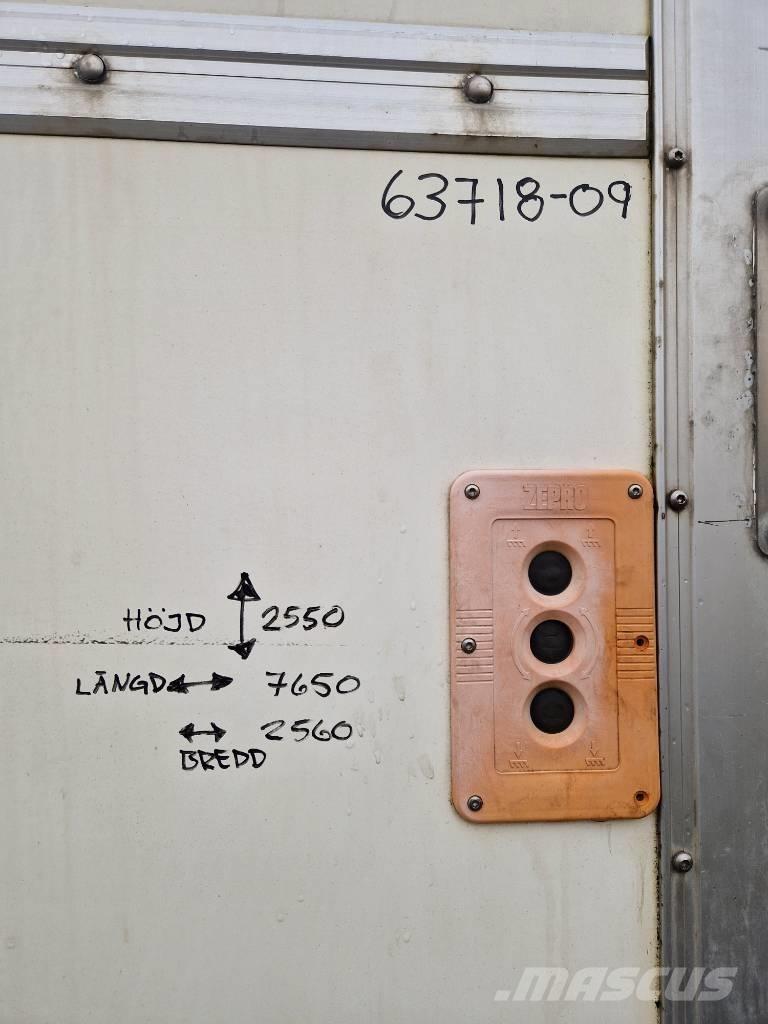 63718-09
ZEPRO
HÖJD 2550
LÄNGD 7650
2560
BREDD
.MASCUS